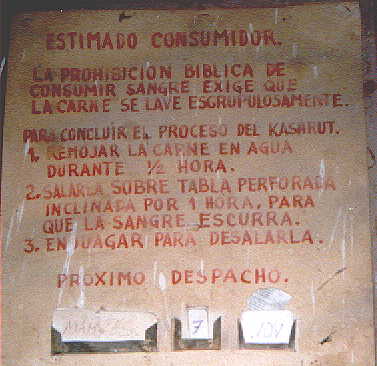 ESTIMADO CONSUMIDOR.
LA PROHIBICION BIBLICA DE
CONSUMIR SANGRE EXIGE QUE
LA CARNE SE LAVE ESCRUPULOSAMENTE.
PARA CONCLUIR EL PROCESO DEL KASHRUT.
1. REMOJAR LA CARNE EN AGUA
DURANTE ½ HORA.
2. SALARLA SOBRE TABLA PERFORADA
INCLINADA POR 1 HORA, PARA
QUE LA SANGRE ESCURRA.
3. ENJUAGAR PARA DESALARLA.
PROXIMO DESPACHO.
7